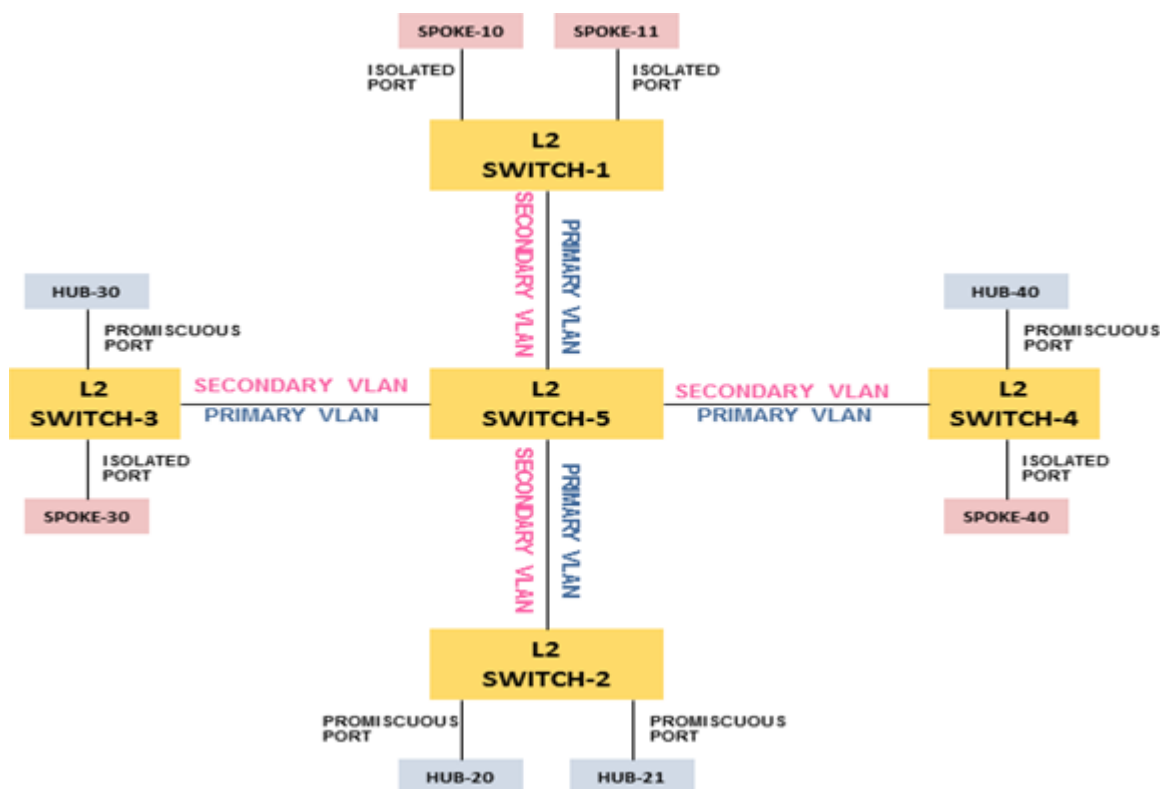 SPOKE-10
SPOKE-11
ISOLATED
PORT
ISOLATED
PORT
L2
SWITCH-1
SECONDARY VLAN
PRIMARY VLAN
HUB-30
HUB-40
PROMISCUOUS
PORT
PROMISCUOUS
PORT
L2
SWITCH-3
SECONDARY VLAN
PRIMARY VLAN
L2
SWITCH-5
SECONDARY VLAN
PRIMARY VLAN
L2
SWITCH-4
ISOLATED
PORT
ISOLATED
PORT
SPOKE-30
SPOKE-40
SECONDARY VLAN
PRIMARY VLAN
L2
SWITCH-2
PROMISCUOUS
PORT
PROMISCUOUS
PORT
HUB-20
HUB-21